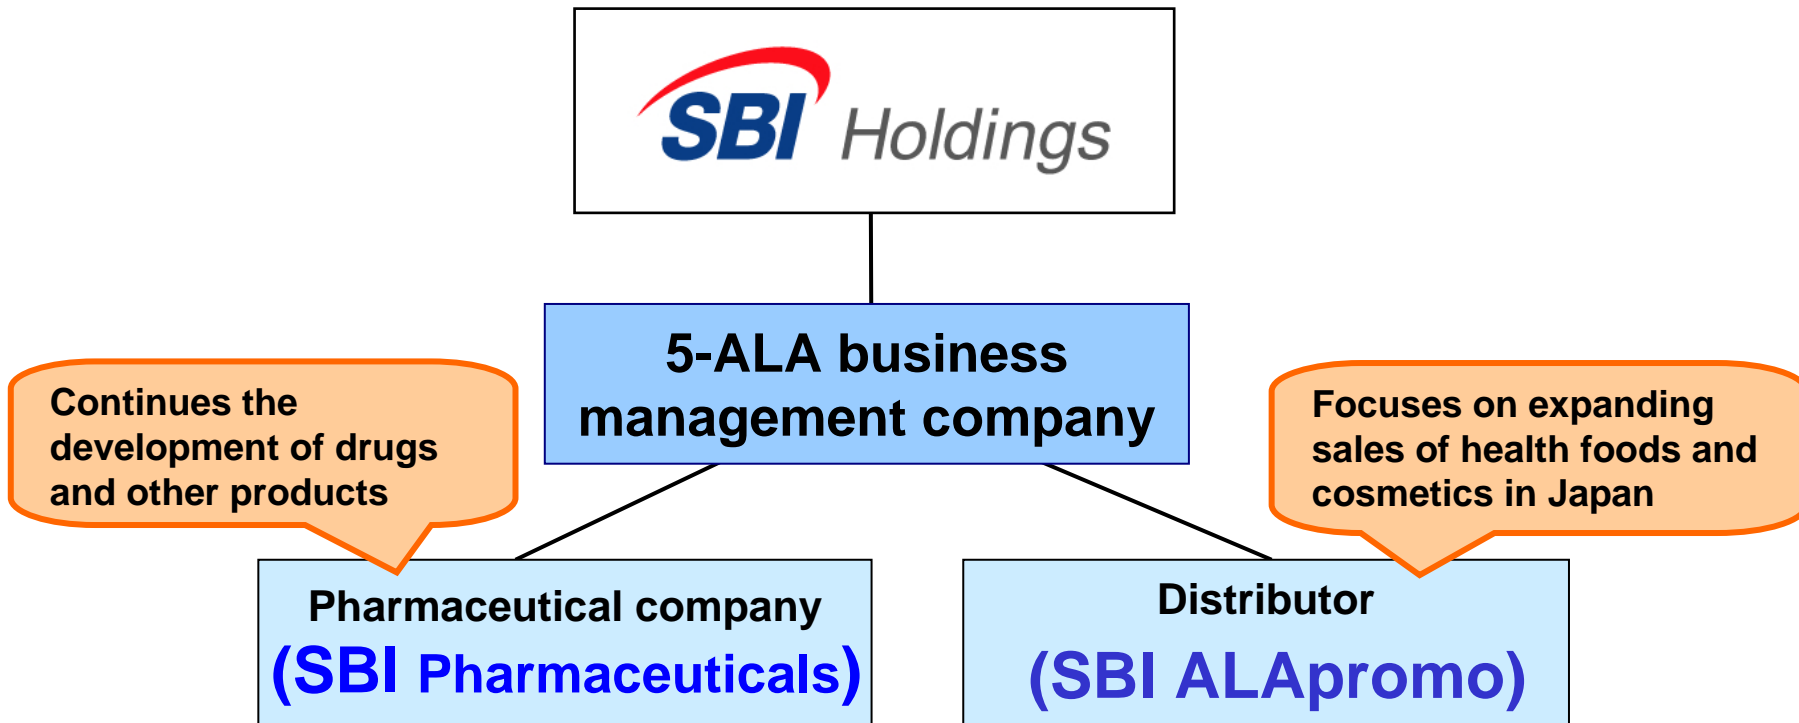 SBI Holdings
5-ALA business
management company
Continues the
development of drugs
and other products
Focuses on expanding
sales of health foods and
cosmetics in Japan
Pharmaceutical company
(SBI Pharmaceuticals)
Distributor
(SBI ALApromo)